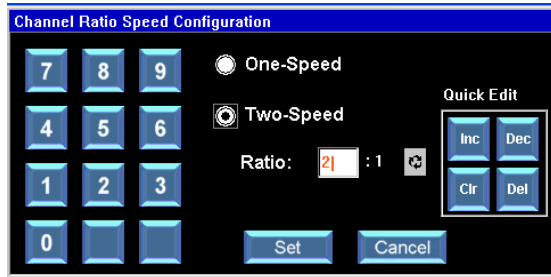 Channel Ratio Speed Configuration
7 8 9
One-Speed
4 5 6
Two-Speed
Quick Edit
Inc Dec
Ratio: 2 : 1
1 2 3
Clr Del
0
Set Cancel